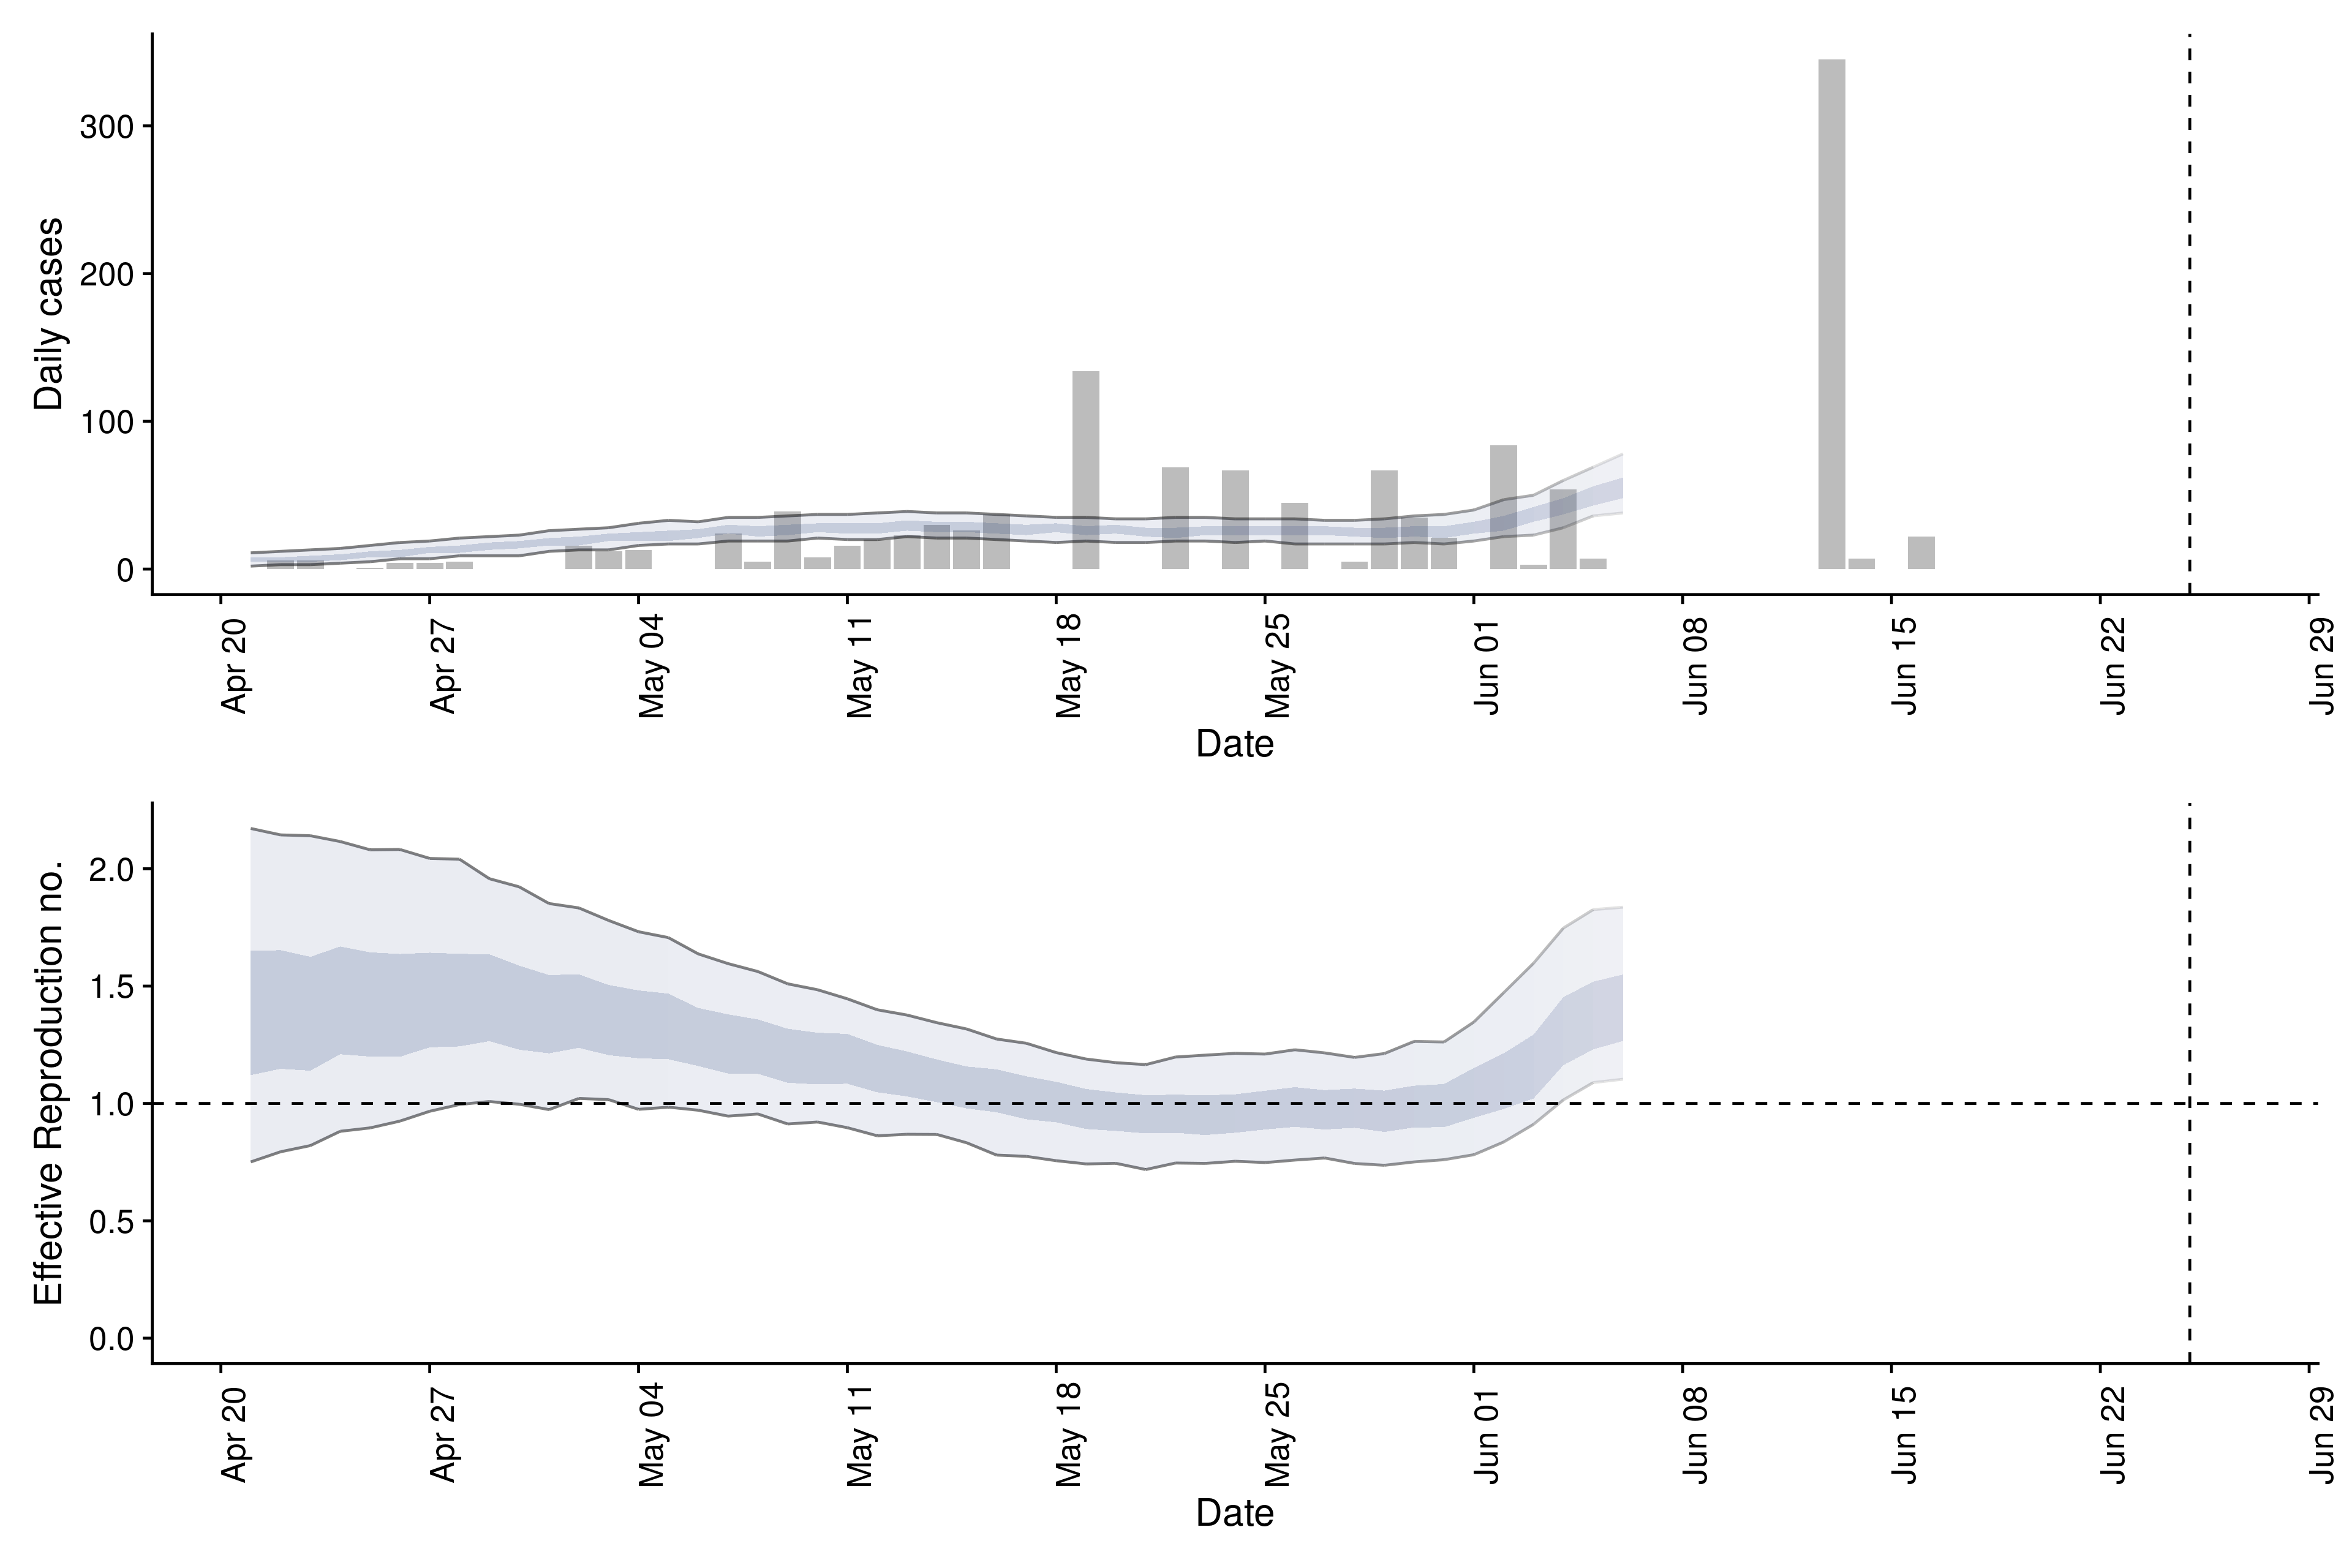 Daily cases
300
200
100
0
Apr 20
Apr 27
May 04
May 11
May 18
May 25
Jun 01
Jun 08
Jun 15
Jun 22
Jun 29
Date
Effective Reproduction no.
2.0
1.5
1.0
0.5
0.0
Apr 20
Apr 27
May 04
May 11
May 18
May 25
Jun 01
Jun 08
Jun 15
Jun 22
Jun 29
Date